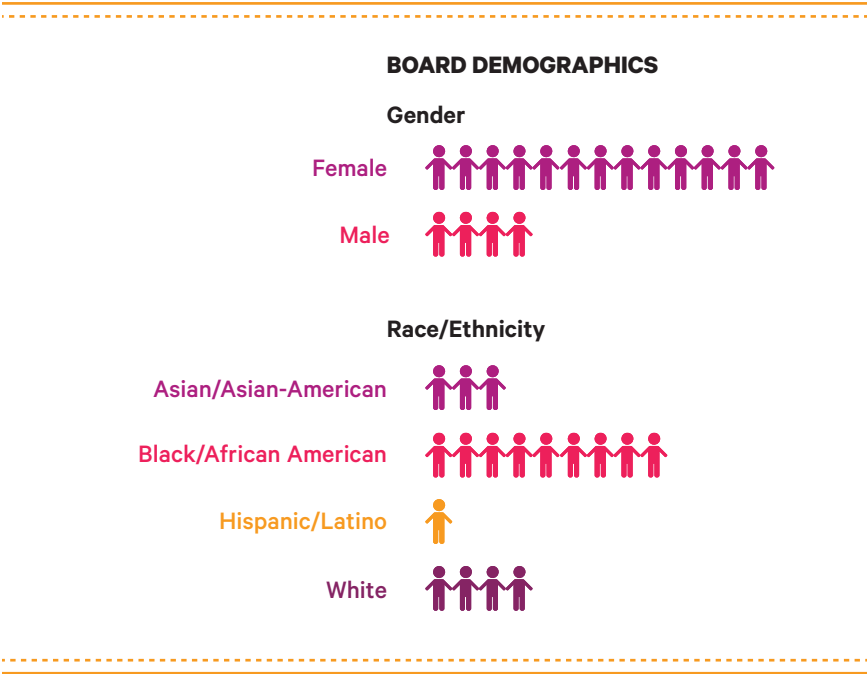 BOARD DEMOGRAPHICS
Gender
Female
Male
Race/Ethnicity
Asian/Asian-American
Black/African American
Hispanic/Latino
White